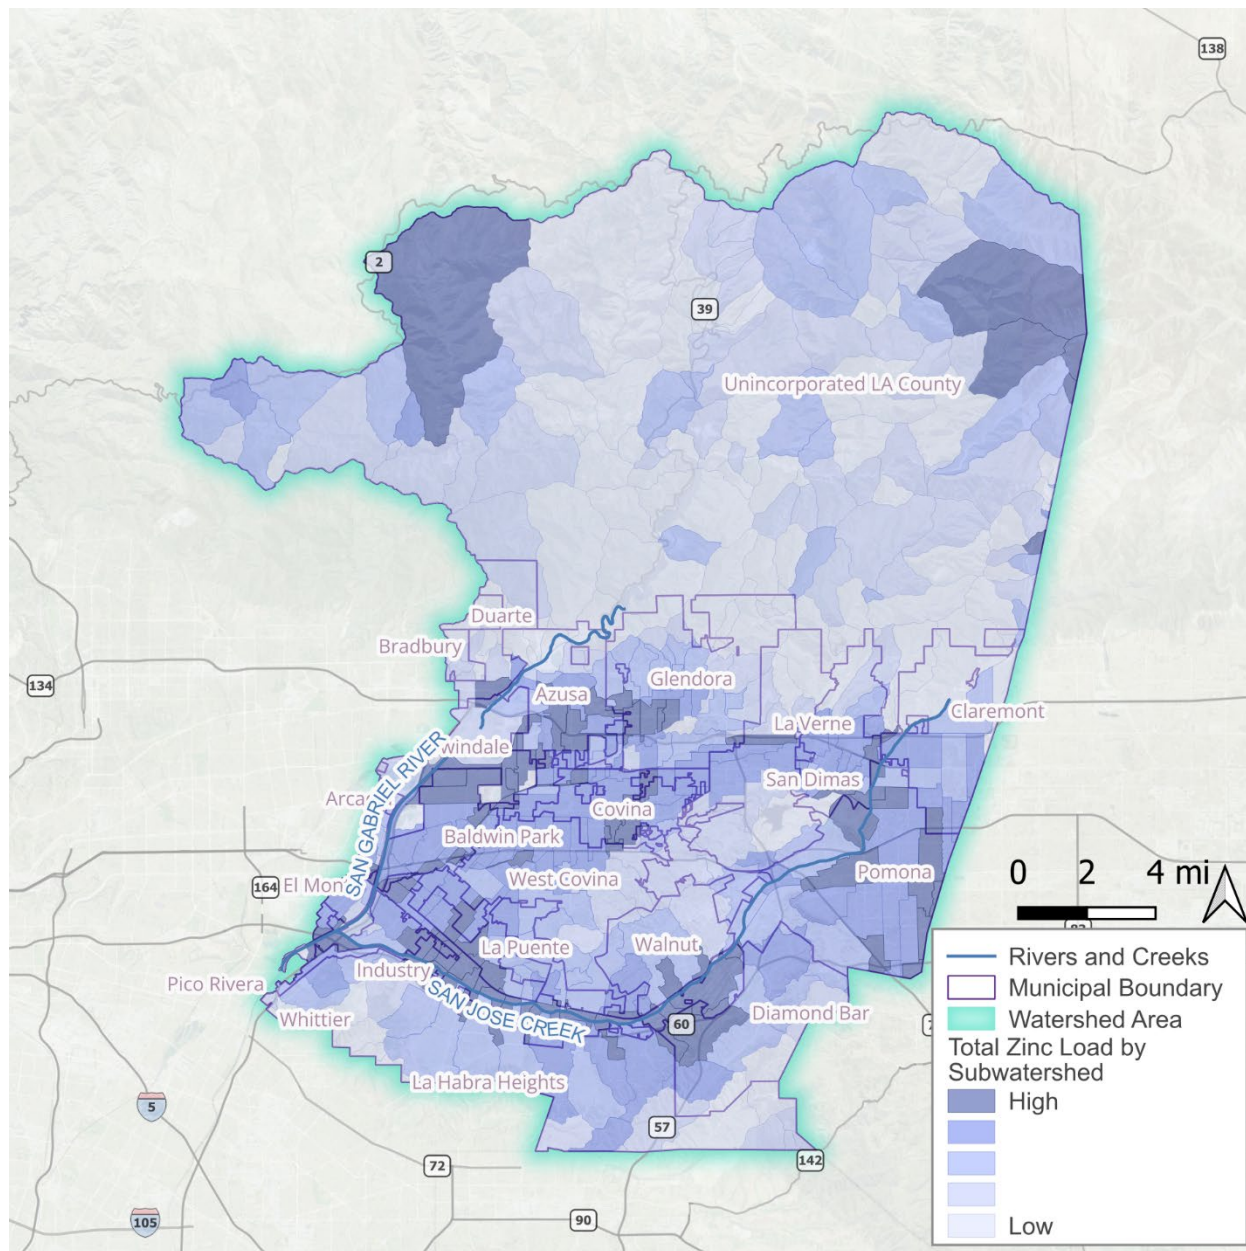 138
2
39
Unincorporated LA County
Duarte
Bradbury
Glendora
134
Azusa
Claremont
La Verne
windale
San Dimas
SAN GABRIEL RIVER
Arca
Covina
Baldwin Park
Pomona
0 2 4 mi
164
El Mon
West Covina
Walnut
La Puente
Industry
Pico Rivera
SAN JOSE CREEK
Whittier
Diamond Bar
60
La Habra Heights
5
57
72
142
105
90
Rivers and Creeks
Municipal Boundary
Watershed Area
Total Zinc Load by
Subwatershed
High
Low